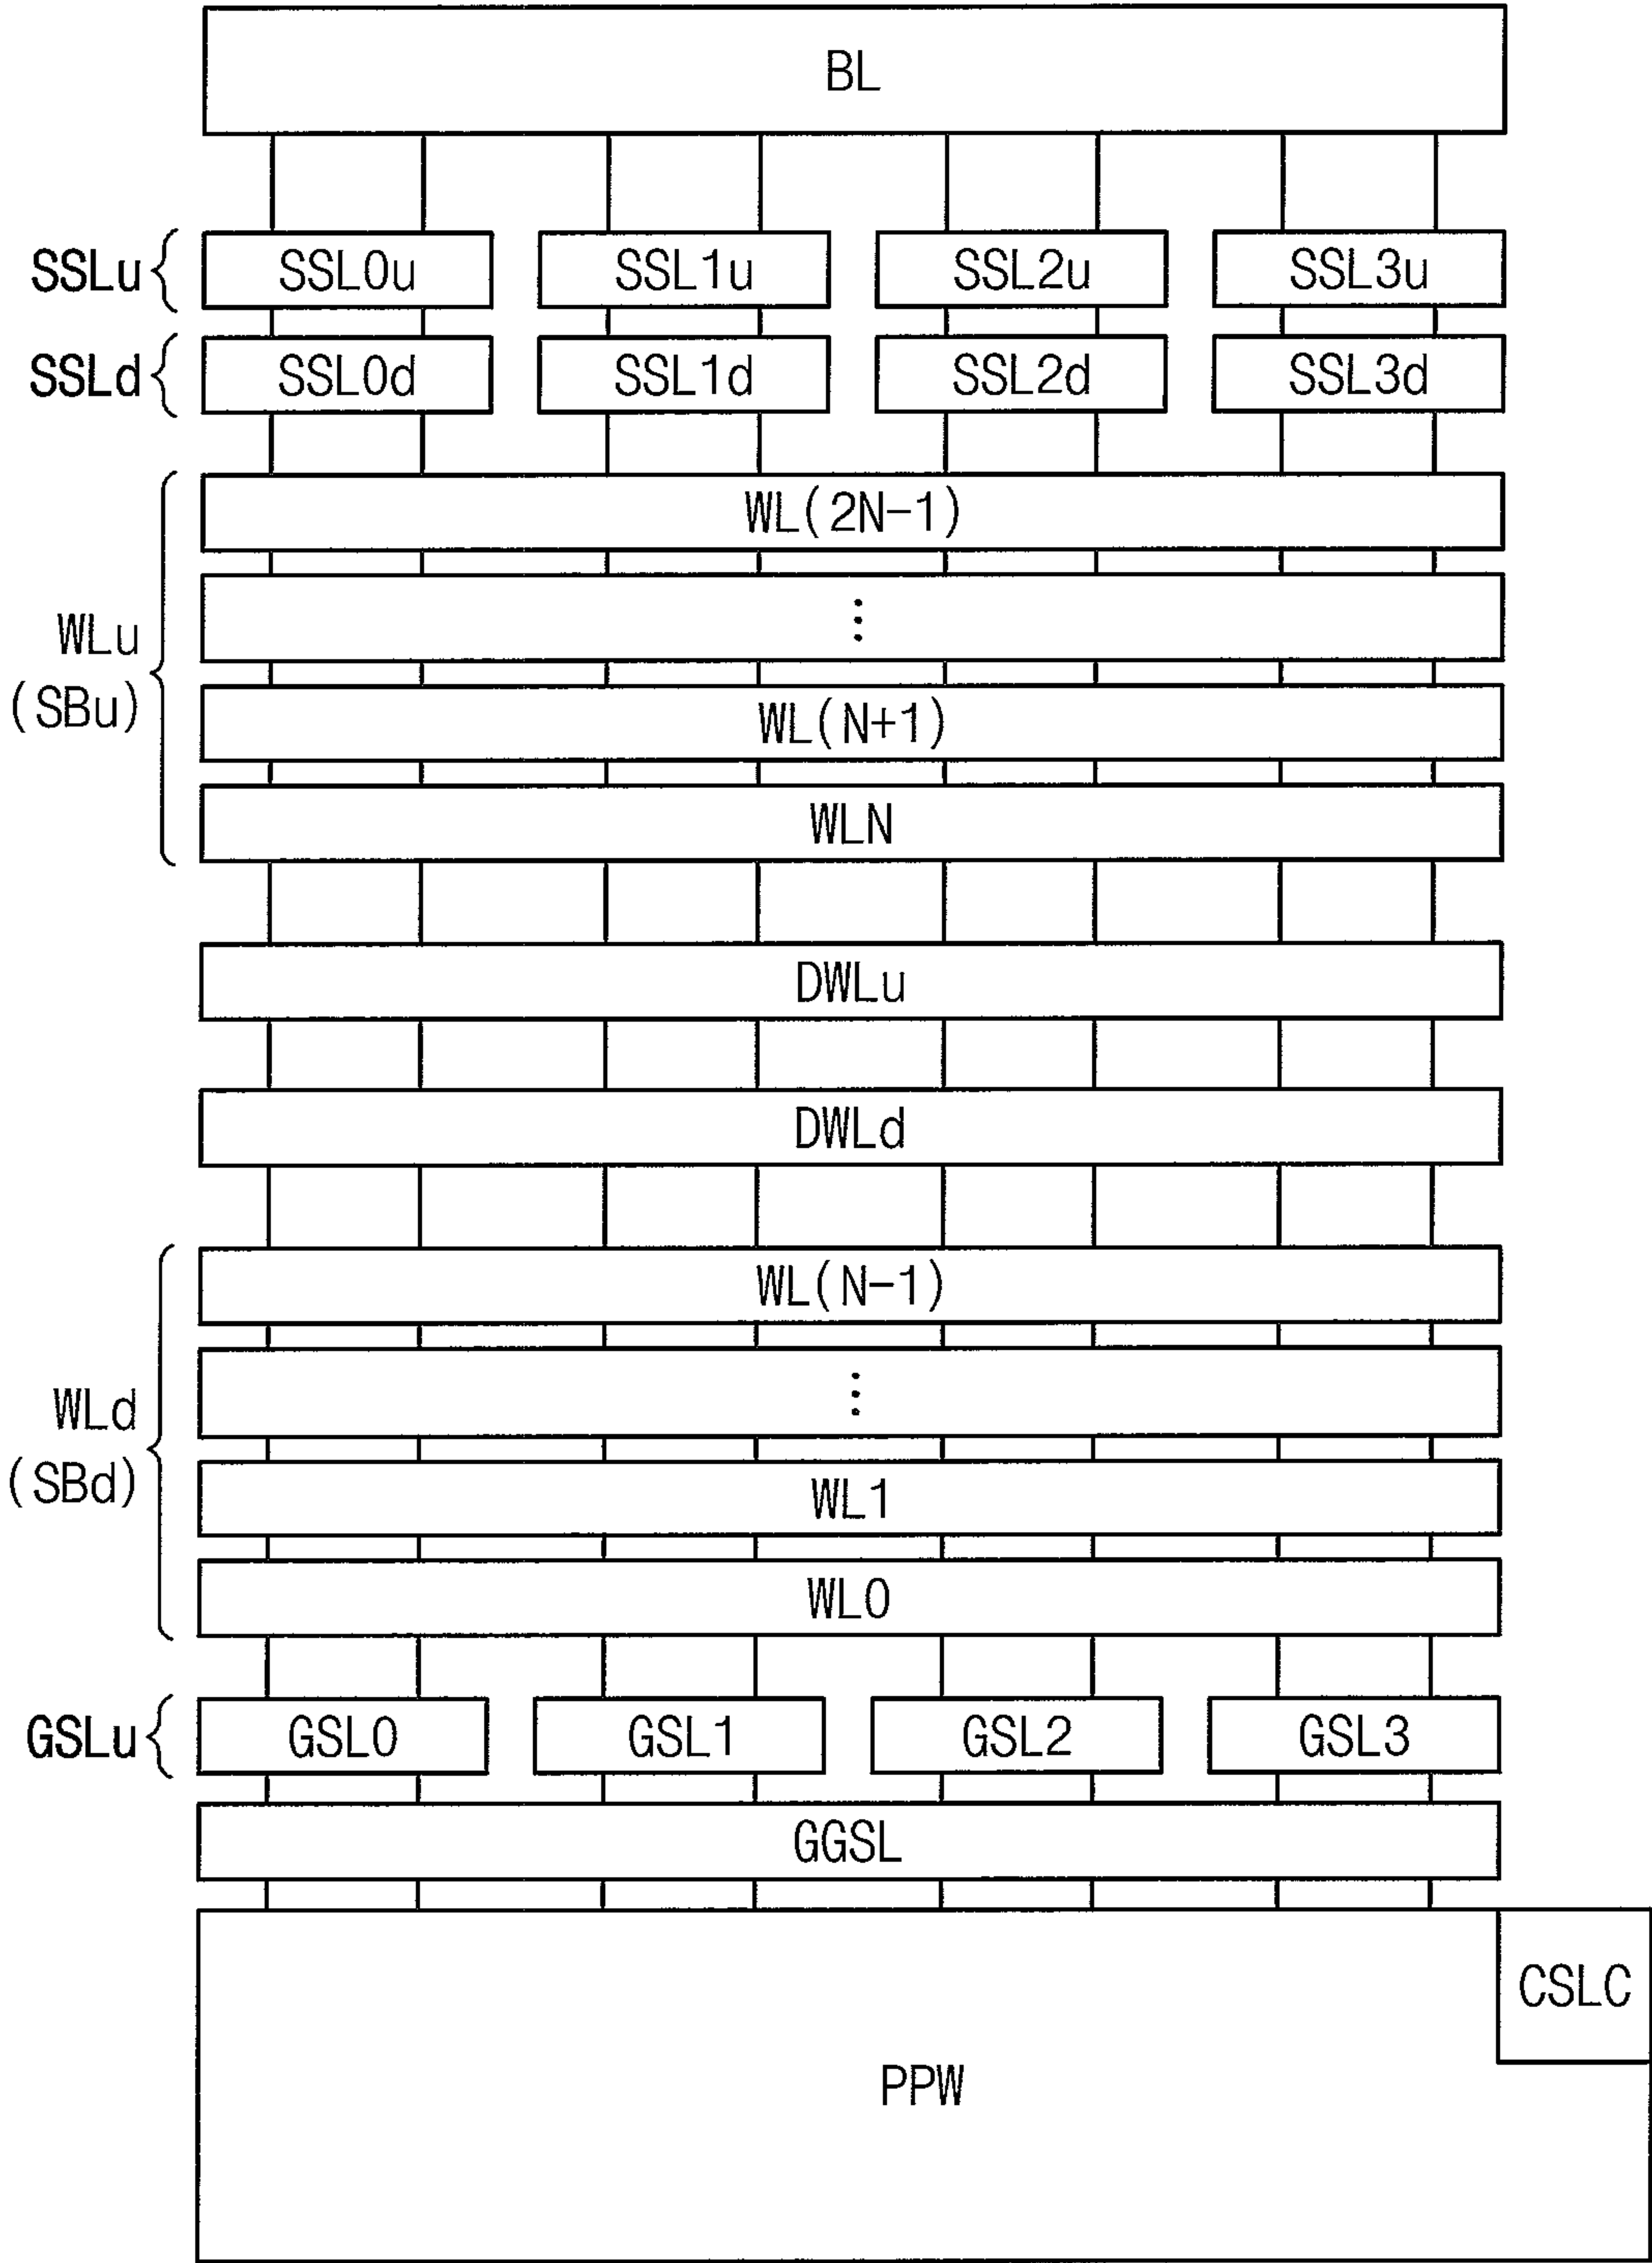 BL
SSLu SSL0u SSL1u SSL2u SSL3u
SSLd SSL0d SSL1d SSL2d SSL3d
WL(2N-1)
⋮
WLu
(SBu)
WL(N+1)
WLN
DWLu
DWLd
WL(N-1)
⋮
WLd
(SBd)
WL1
WL0
GSLu GSL0 GSL1 GSL2 GSL3
GGSL
CSLC
PPW